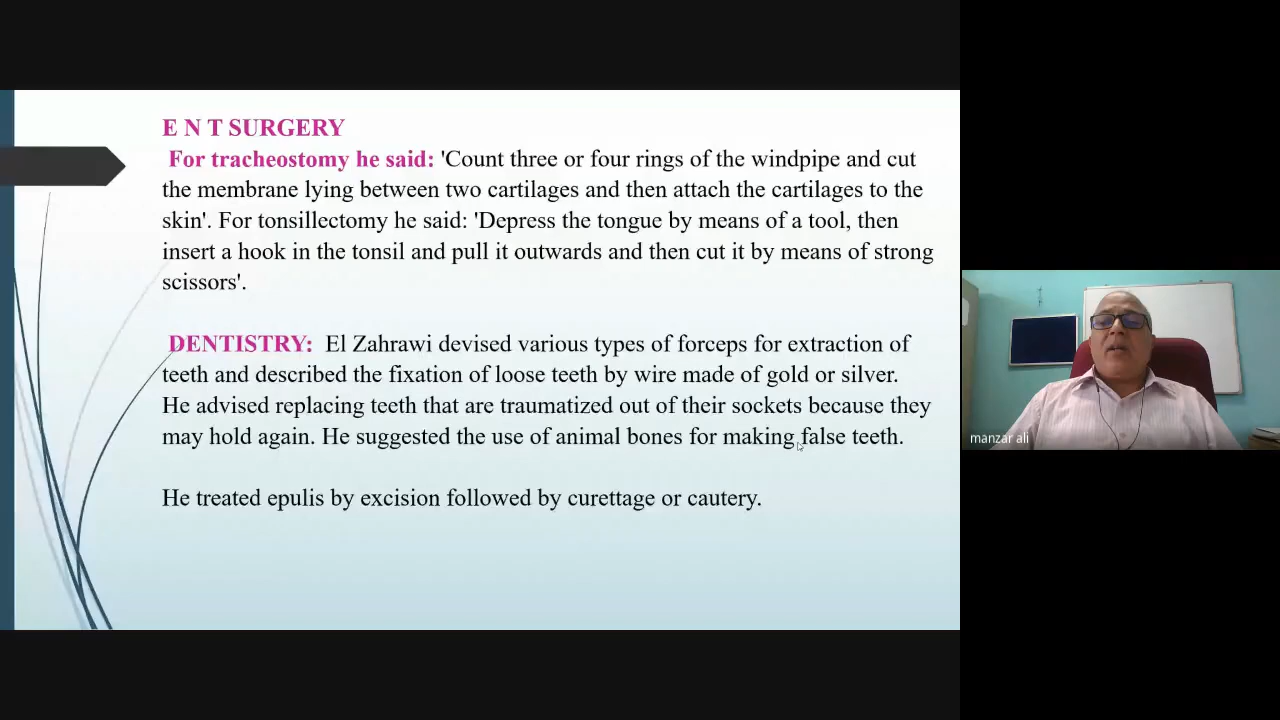 E N T SURGERY
For tracheostomy he said: 'Count three or four rings of the windpipe and cut
the membrane lying between two cartilages and then attach the cartilages to the
skin'. For tonsillectomy he said: 'Depress the tongue by means of a tool, then
insert a hook in the tonsil and pull it outwards and then cut it by means of strong
scissors'.
DENTISTRY: El Zahrawi devised various types of forceps for extraction of
teeth and described the fixation of loose teeth by wire made of gold or silver.
He advised replacing teeth that are traumatized out of their sockets because they
may hold again. He suggested the use of animal bones for making false teeth.
He treated epulis by excision followed by curettage or cautery.
manzar ali